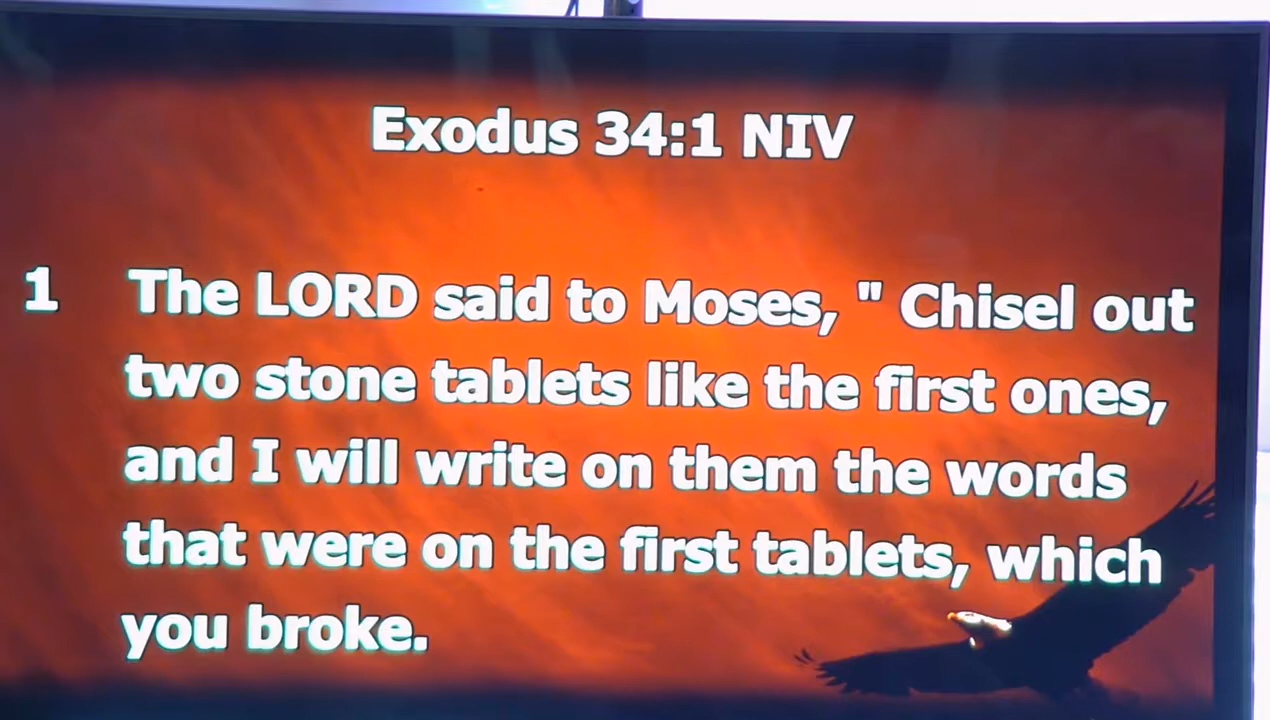 Exodus 34:1 NIV
1 The LORD said to Moses, " Chisel out
two stone tablets like the first ones,
and I will write on them the words
that were on the first tablets, which
you broke.